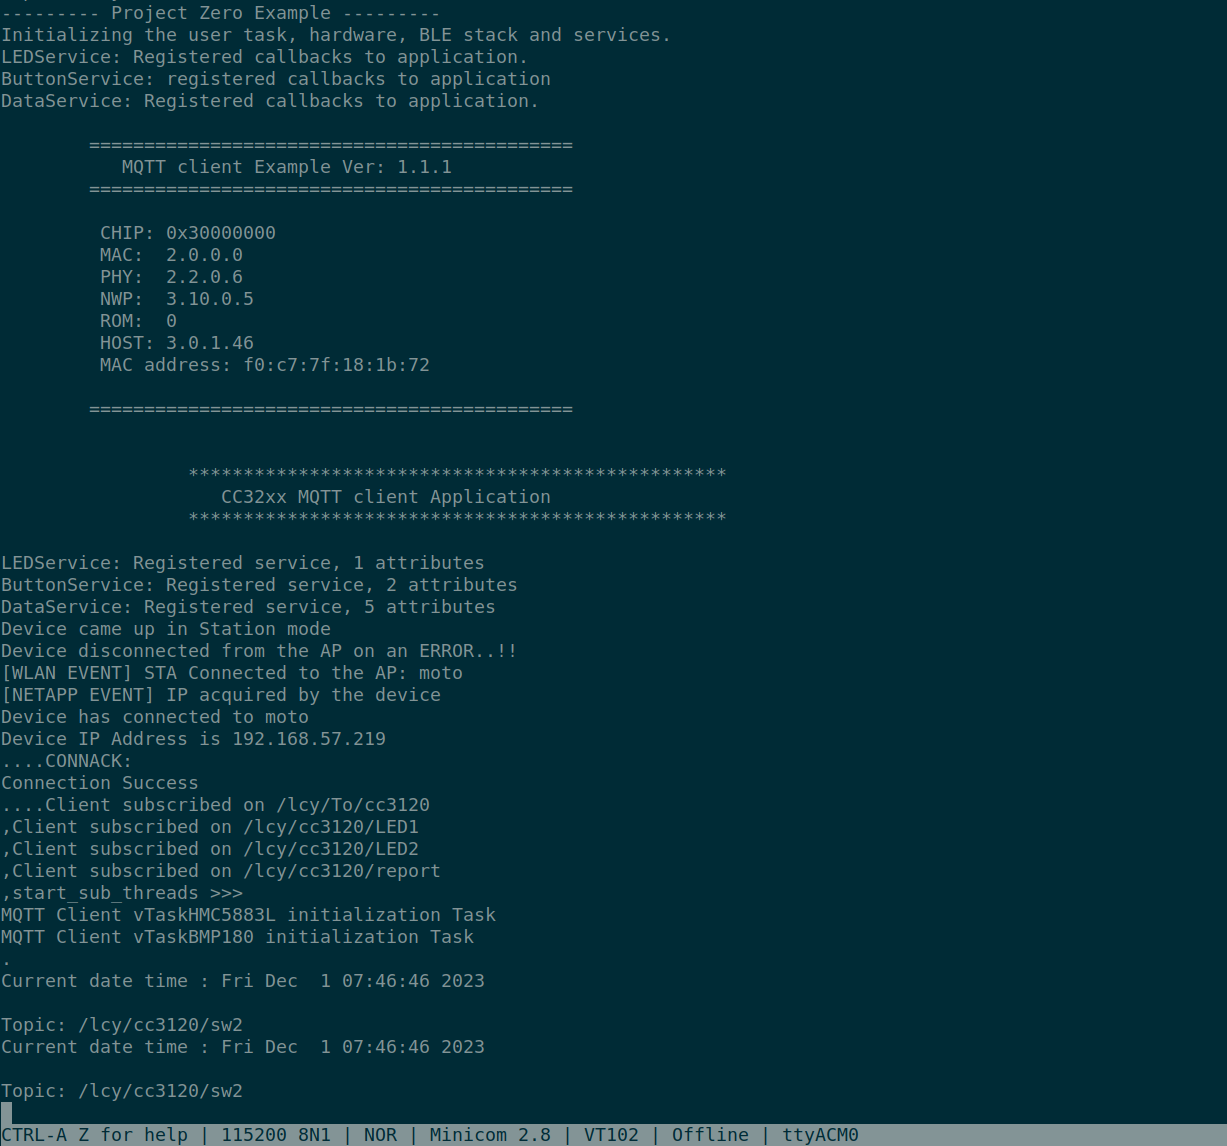 --------- Project Zero Example ---------
Initializing the user task, hardware, BLE stack and services.
LEDService: Registered callbacks to application.
ButtonService: registered callbacks to application
DataService: Registered callbacks to application.
============================================
MQTT client Example Ver: 1.1.1
============================================
CHIP: 0x30000000
MAC:  2.0.0.0
PHY:  2.2.0.6
NWP:  3.10.0.5
ROM:  0
HOST: 3.0.1.46
MAC address: f0:c7:7f:18:1b:72
============================================
*************************************************
CC32xx MQTT client Application
*************************************************
LEDService: Registered service, 1 attributes
ButtonService: Registered service, 2 attributes
DataService: Registered service, 5 attributes
Device came up in Station mode
Device disconnected from the AP on an ERROR..!!
[WLAN EVENT] STA Connected to the AP: moto
[NETAPP EVENT] IP acquired by the device
Device has connected to moto
Device IP Address is 192.168.57.219
....CONNACK:
Connection Success
....Client subscribed on /lcy/To/cc3120
,Client subscribed on /lcy/cc3120/LED1
,Client subscribed on /lcy/cc3120/LED2
,Client subscribed on /lcy/cc3120/report
,start_sub_threads >>>
MQTT Client vTaskHMC5883L initialization Task
MQTT Client vTaskBMP180 initialization Task
.
Current date time : Fri Dec  1 07:46:46 2023
Topic: /lcy/cc3120/sw2
Current date time : Fri Dec  1 07:46:46 2023
Topic: /lcy/cc3120/sw2
CTRL-A Z for help | 115200 8N1 | NOR | Minicom 2.8 | VT102 | Offline | ttyACM0